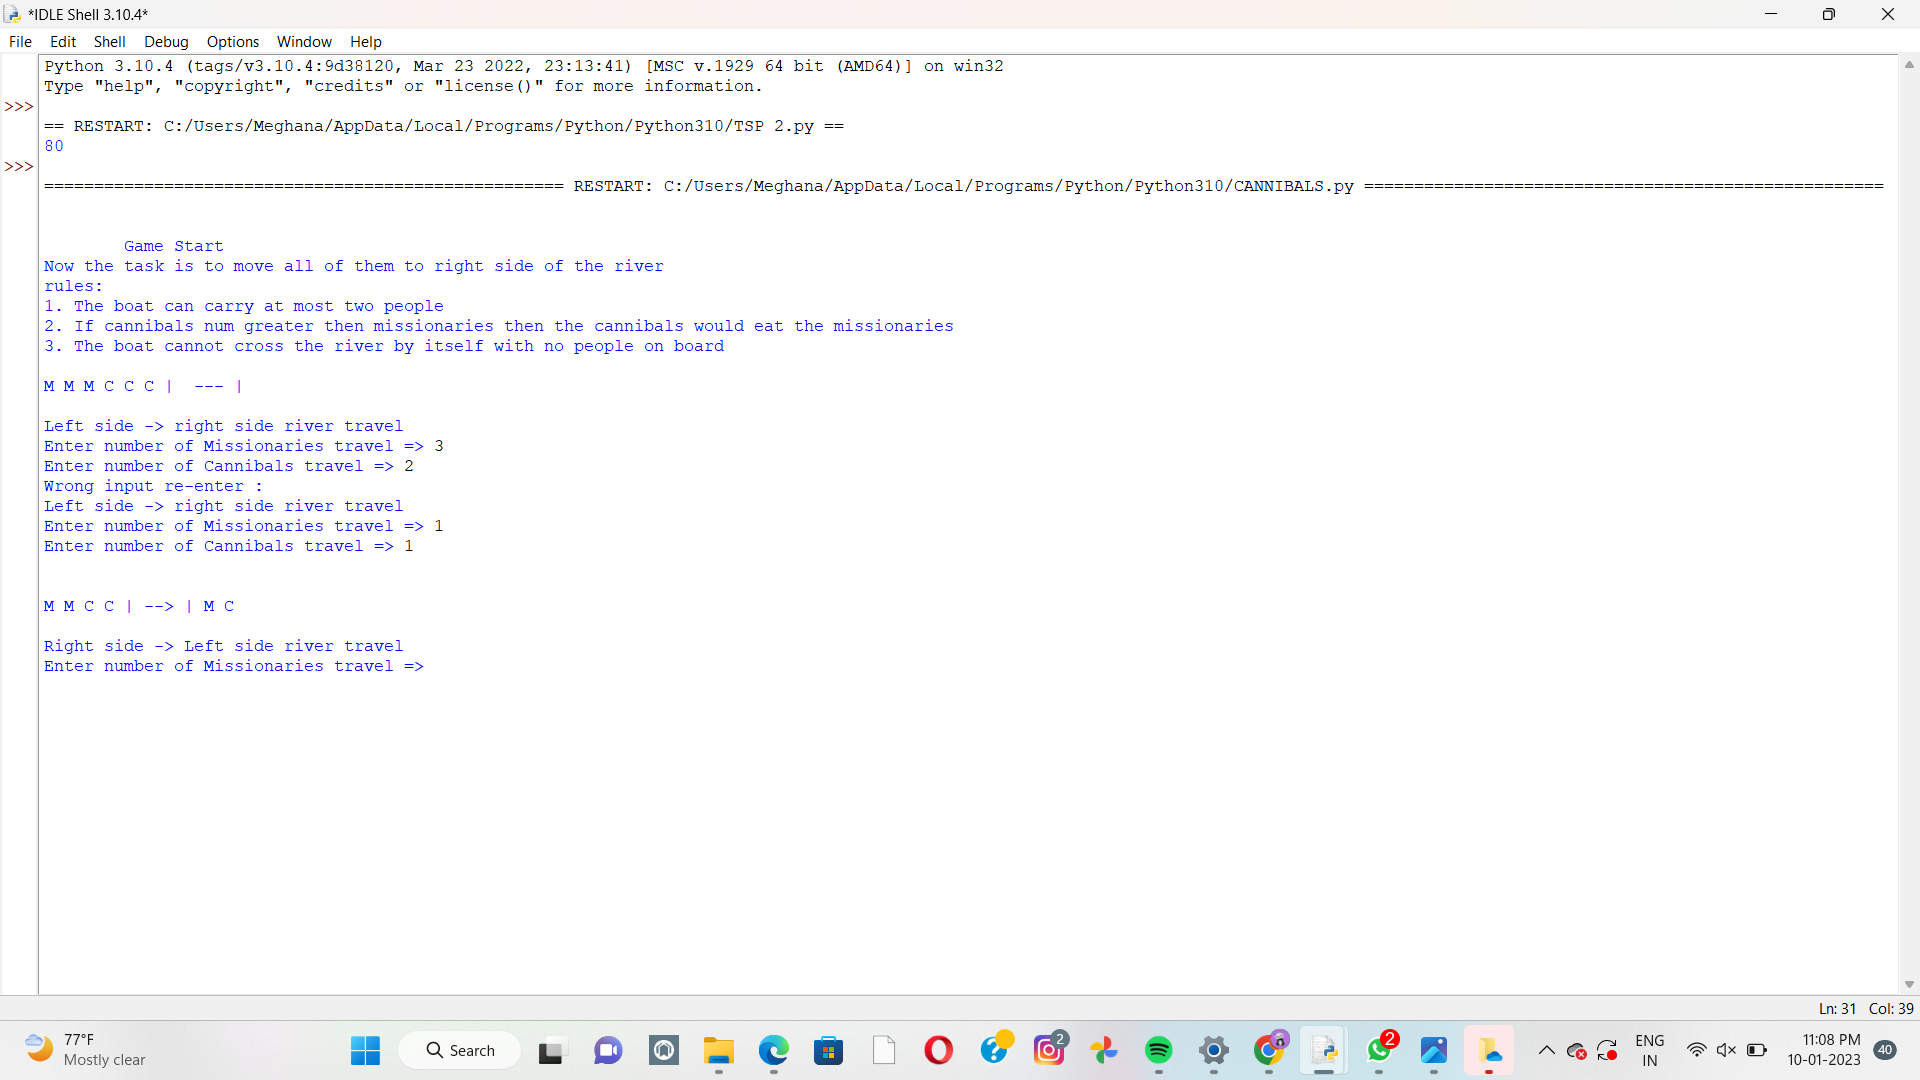 *IDLE Shell 3.10.4*
File Edit Shell Debug Options Window Help
Python 3.10.4 (tags/v3.10.4:9d38120, Mar 23 2022, 23:13:41) [MSC v.1929 64 bit (AMD64)] on win32
Type "help", "copyright", "credits" or "license()" for more information.
>>>
== RESTART: C:/Users/Meghana/AppData/Local/Programs/Python/Python310/TSP 2.py ==
80
>>>
==================================================== RESTART: C:/Users/Meghana/AppData/Local/Programs/Python/Python310/CANNIBALS.py ====================================================
Game Start
Now the task is to move all of them to right side of the river
rules:
1. The boat can carry at most two people
2. If cannibals num greater then missionaries then the cannibals would eat the missionaries
3. The boat cannot cross the river by itself with no people on board
M M M C C C |  --- |
Left side -> right side river travel
Enter number of Missionaries travel => 3
Enter number of Cannibals travel => 2
Wrong input re-enter :
Left side -> right side river travel
Enter number of Missionaries travel => 1
Enter number of Cannibals travel => 1
M M C C | --> | M C
Right side -> Left side river travel
Enter number of Missionaries travel =>
Ln: 31 Col: 39
77°F
Mostly clear
Search
2
2
ENG
IN
11:08 PM
10-01-2023
40